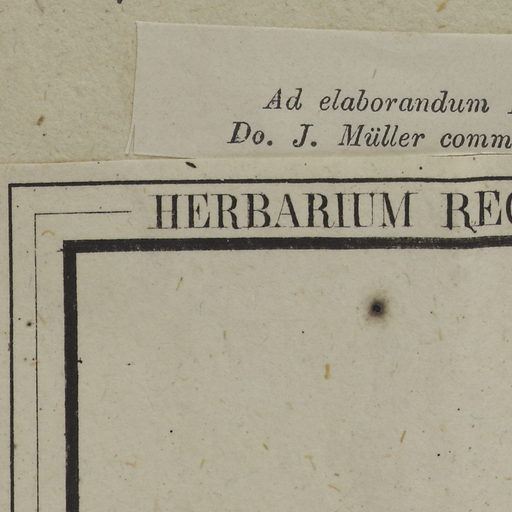 Ad elaborandum
Do. J. Müller comm
HERBARIUM REG